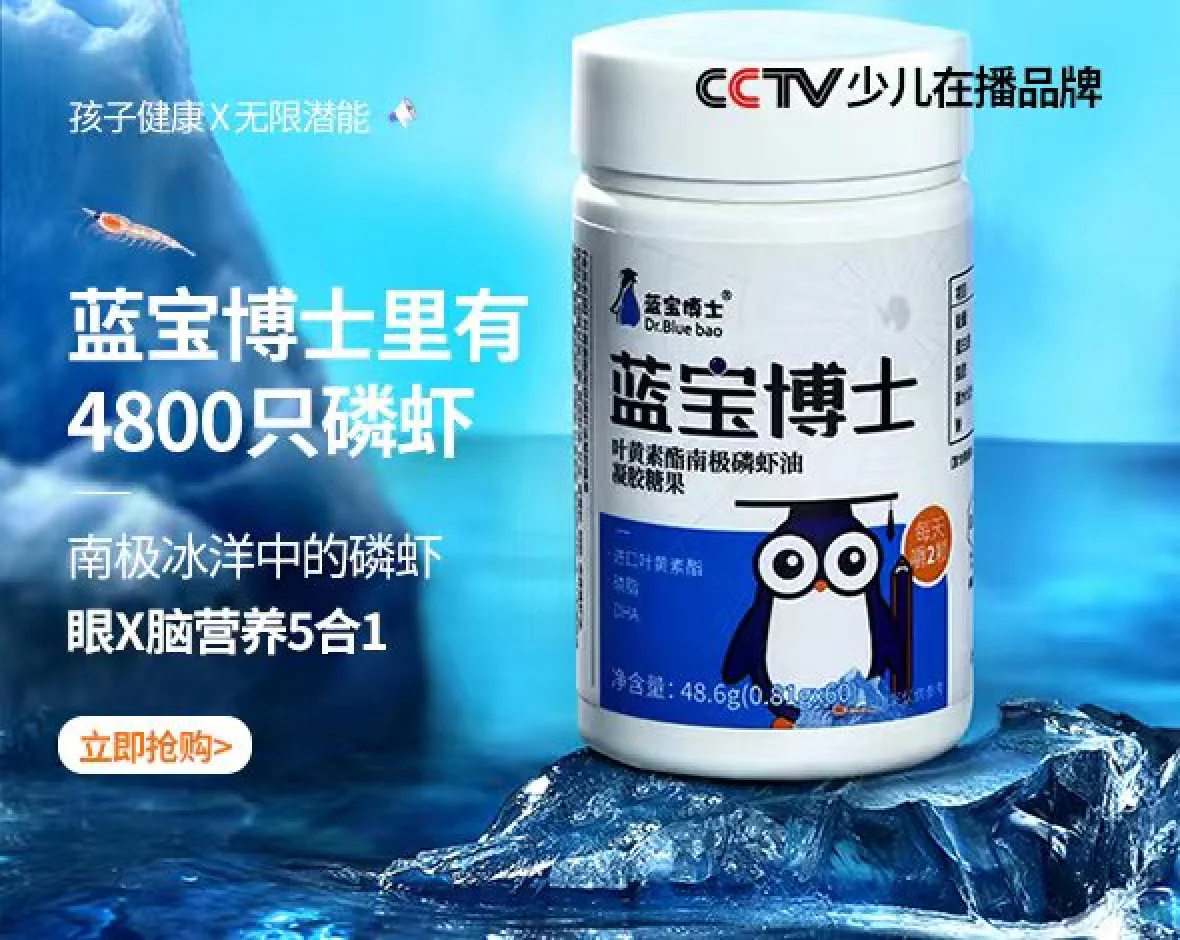 CCTV少儿在播品牌
孩子健康X无限潜能
蓝宝博士里有
4800只磷虾
南极冰洋中的磷虾
眼X脑营养5合1
立即抢购>
蓝宝博士®
Dr.Blue bao
蓝宝博士
叶黄素酯南极磷虾油
凝胶糖果
进口叶黄素酯
磷脂
DHA
每天
2
净含量：48.6g(0.81g×60)